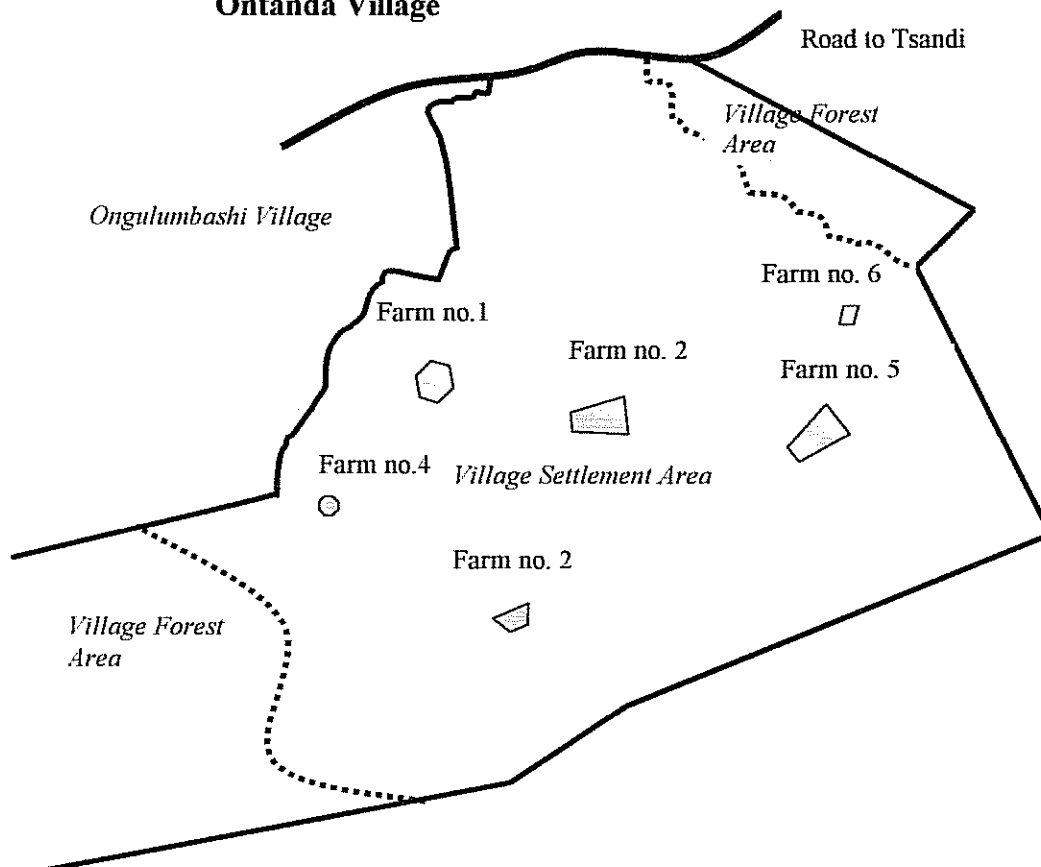 Ontanda Village
Road to Tsandi
Village Forest
Area
Ongulumbashi Village
Farm no. 6
Farm no.1
Farm no. 2
Farm no. 5
Farm no.4
Village Settlement Area
Farm no. 2
Village Forest
Area